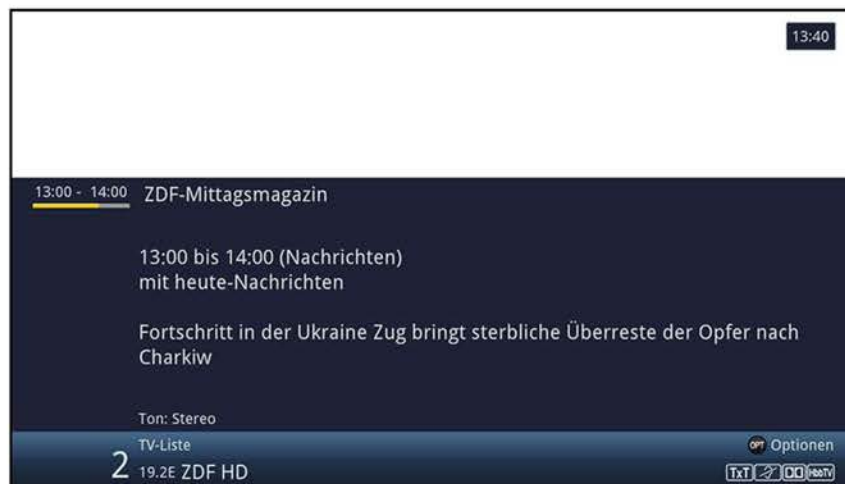 13:40
13:00 - 14:00 ZDF-Mittagsmagazin
13:00 bis 14:00 (Nachrichten)
mit heute-Nachrichten
Fortschritt in der Ukraine Zug bringt sterbliche Überreste der Opfer nach
Charkiw
Ton: Stereo
TV-Liste
OPT Optionen
2 19.2E ZDF HD
TxT HbbTV